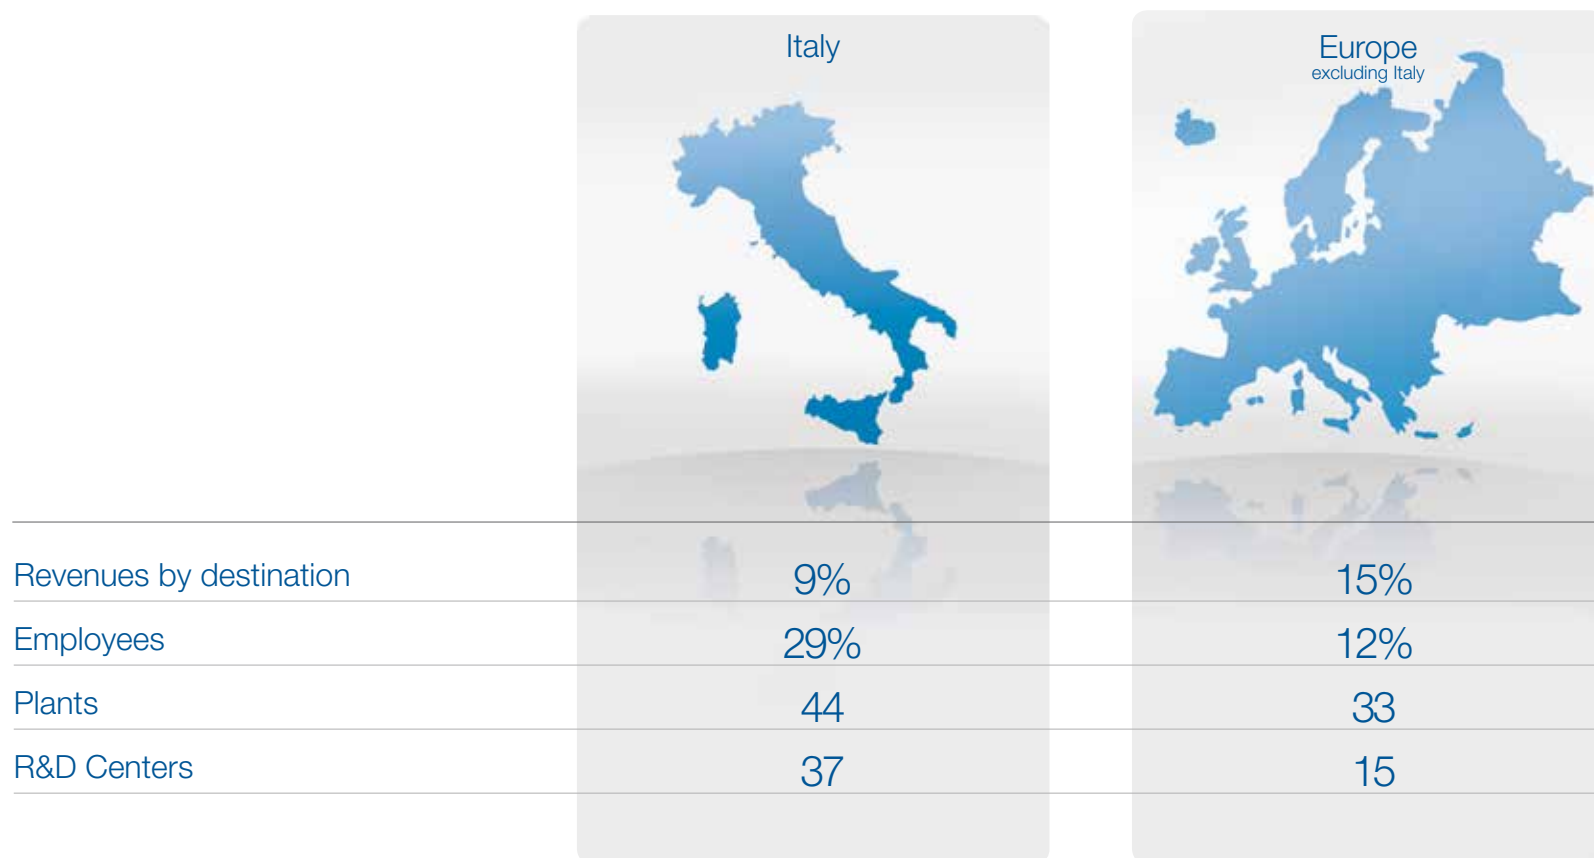 Italy
Europe
excluding Italy
Revenues by destination 9% 15%
Employees 29% 12%
Plants 44 33
R&D Centers 37 15